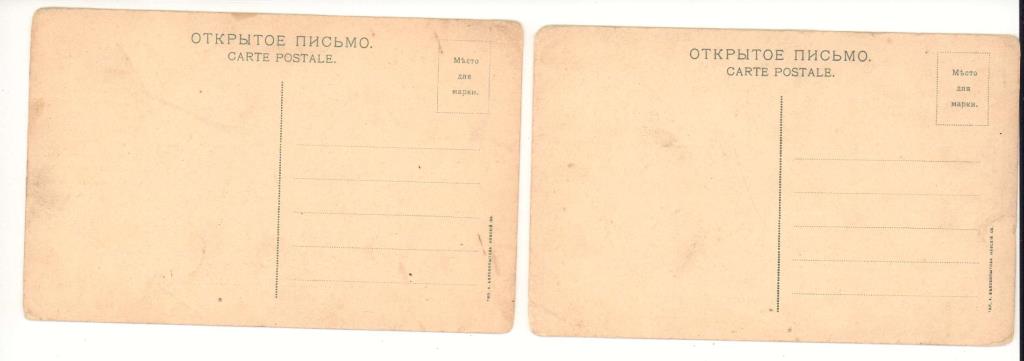 ОТКРЫТОЕ ПИСЬМО.
CARTE POSTALE.
Мѣсто
для
марки.
ОТКРЫТОЕ ПИСЬМО.
CARTE POSTALE.
Мѣсто
для
марки.